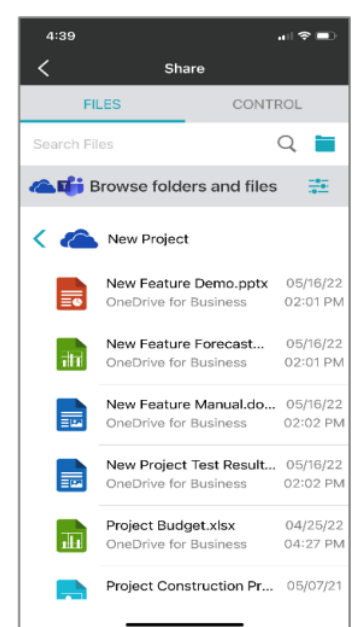 4:39
Share
FILES CONTROL
Search Files
T Browse folders and files
New Project
New Feature Demo.pptx 05/16/22
OneDrive for Business 02:01 PM
New Feature Forecast... 05/16/22
OneDrive for Business 02:01 PM
New Feature Manual.do... 05/16/22
OneDrive for Business 02:02 PM
New Project Test Result... 05/16/22
OneDrive for Business 02:02 PM
Project Budget.xlsx 04/25/22
OneDrive for Business 04:27 PM
Project Construction Pr... 05/07/21